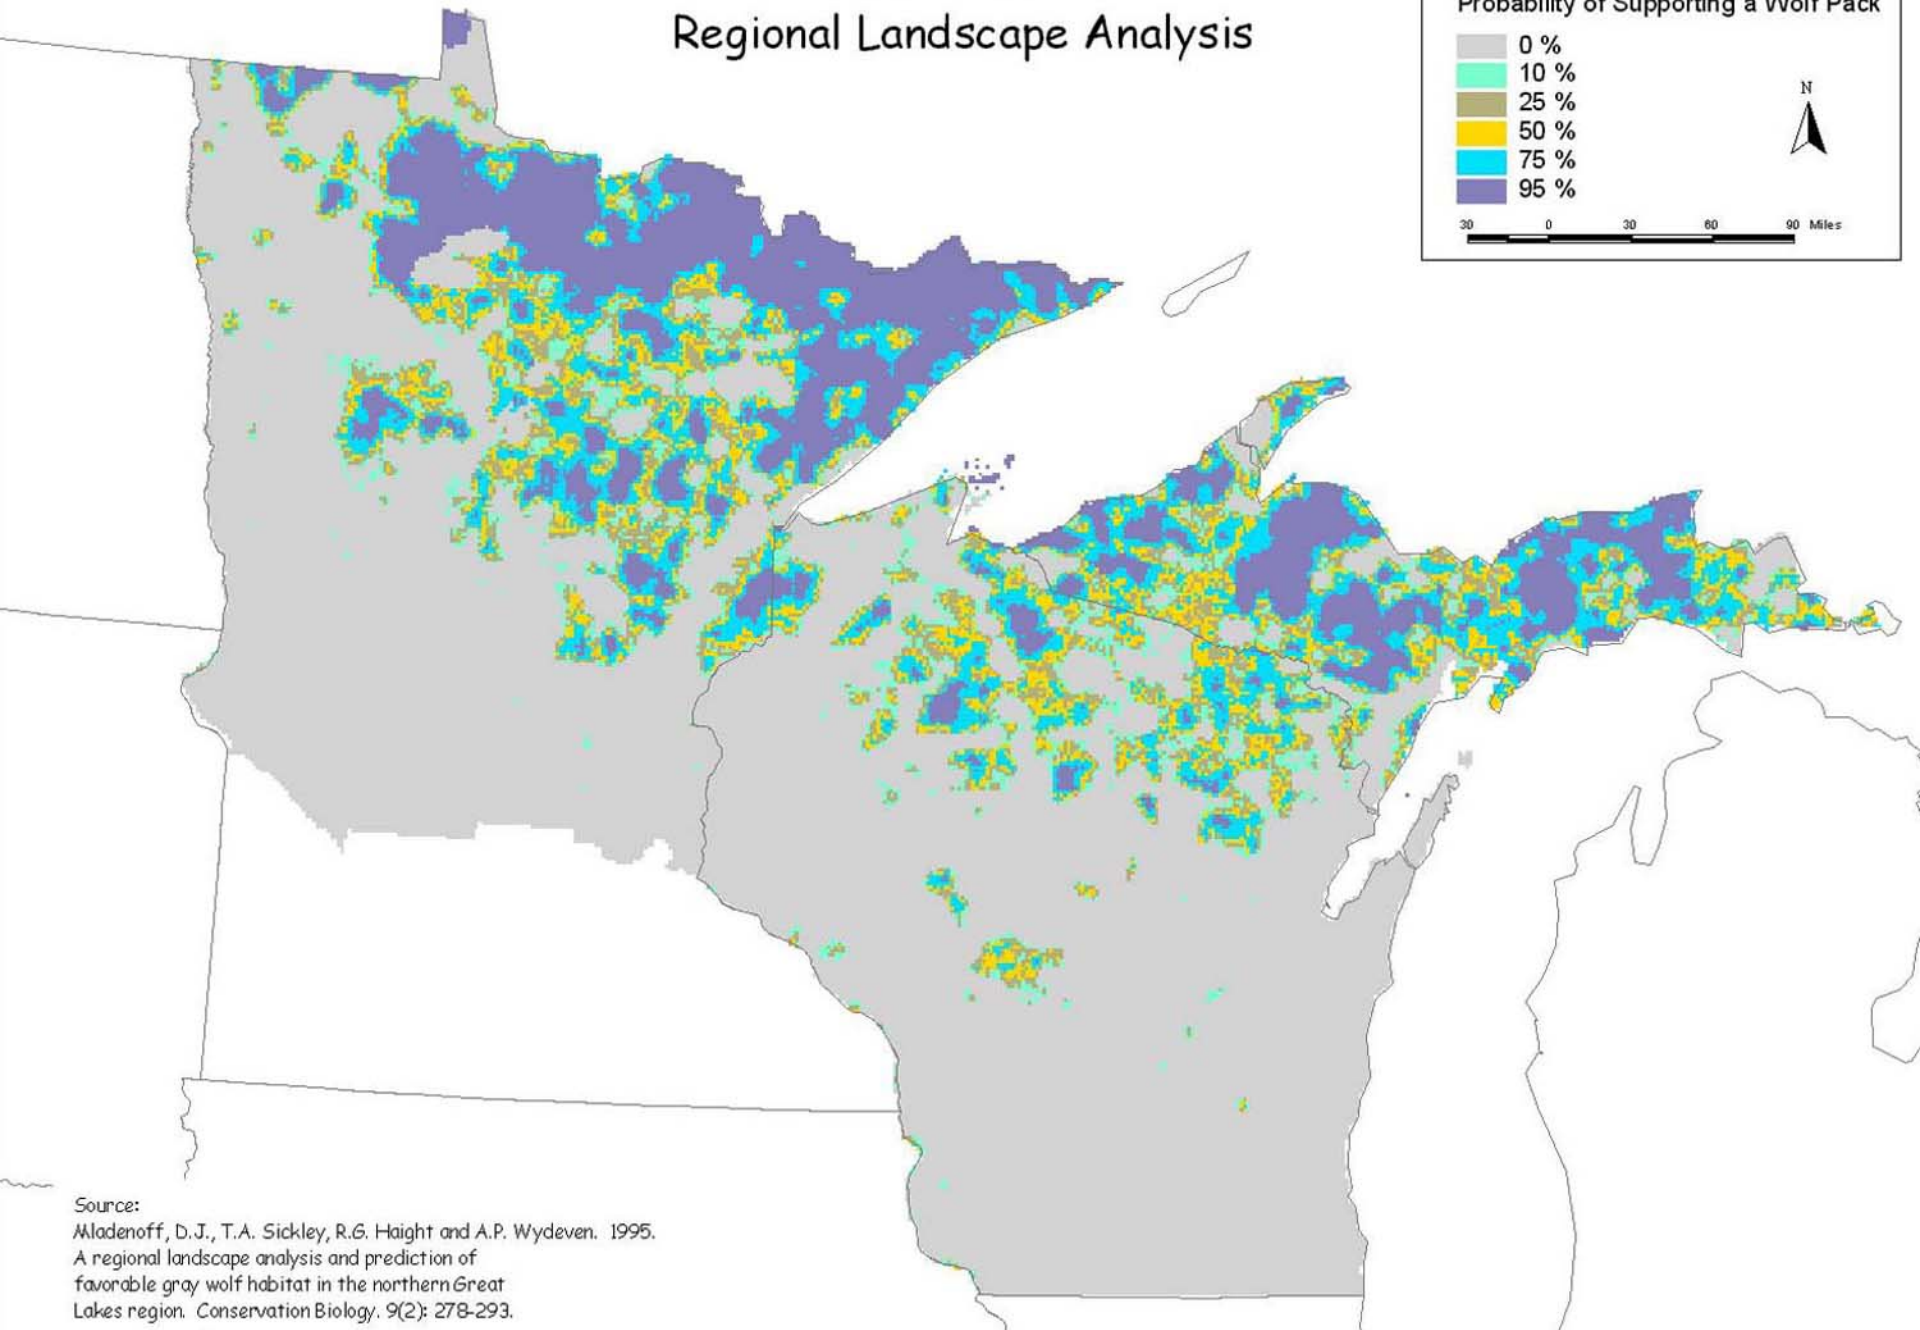 Regional Landscape Analysis
Probability of Supporting a Wolf Pack
0 %
10 %
25 %
50 %
75 %
95 %
N
30 0 30 60 90 Miles
Source:
Mladenoff, D.J., T.A. Sickley, R.G. Haight and A.P. Wydeven. 1995.
A regional landscape analysis and prediction of
favorable gray wolf habitat in the northern Great
Lakes region. Conservation Biology. 9(2): 278-293.